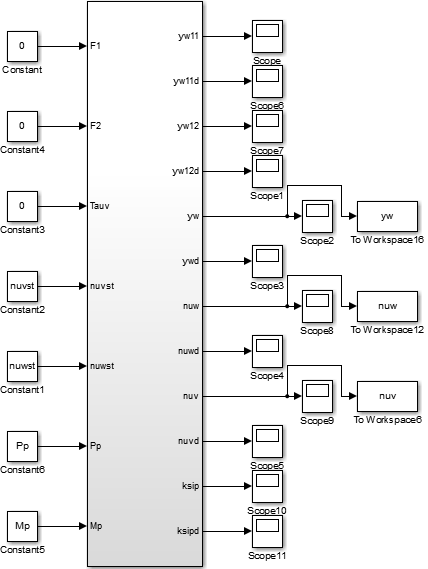 0
Constant
0
Constant4
0
Constant3
nuvst
Constant2
nuwst
Constant1
Pp
Constant6
Mp
Constant5
F1
F2
Tauv
nuvst
nuwst
Pp
Mp
yw11
yw11d
yw12
yw12d
yw
ywd
nuw
nuwd
nuv
nuvd
ksip
ksipd
Scope
Scope6
Scope7
Scope1
Scope2
Scope3
Scope8
Scope4
Scope9
Scope5
Scope10
Scope11
yw
To Workspace16
nuw
To Workspace12
nuv
To Workspace6